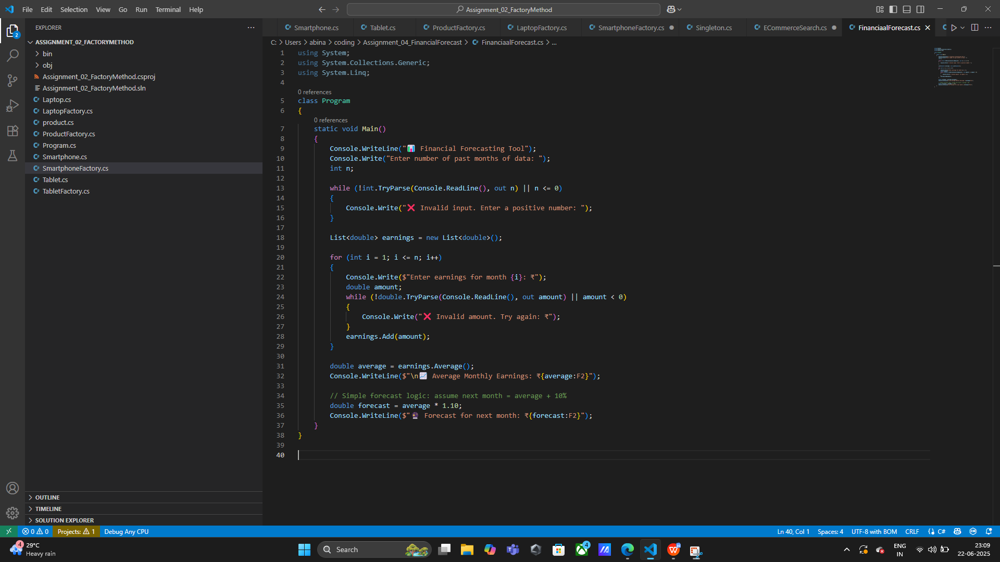 File Edit Selection View Go Run Terminal Help
Assignment_02_FactoryMethod
EXPLORER
ASSIGNMENT_02_FACTORYMETHOD
bin
obj
Assignment_02_FactoryMethod.csproj
Assignment_02_FactoryMethod.sln
Laptop.cs
LaptopFactory.cs
product.cs
ProductFactory.cs
Program.cs
Smartphone.cs
SmartphoneFactory.cs
Tablet.cs
TabletFactory.cs
OUTLINE
TIMELINE
SOLUTION EXPLORER
Smartphone.cs Tablet.cs ProductFactory.cs LaptopFactory.cs SmartphoneFactory.cs Singleton.cs ECommerceSearch.cs FinanciaalForecast.cs
C: > Users > abina > coding > Assignment_04_FinancialForecast > FinanciaalForecast.cs > ...
1 using System;
2 using System.Collections.Generic;
3 using System.Linq;
4
0 references
5 class Program
6 {
0 references
7 static void Main()
8 {
9 Console.WriteLine("📊 Financial Forecasting Tool");
10 Console.Write("Enter number of past months of data: ");
11 int n;
12
13 while (!int.TryParse(Console.ReadLine(), out n) || n <= 0)
14 {
15 Console.Write("❌ Invalid input. Enter a positive number: ");
16 }
17
18 List<double> earnings = new List<double>();
19
20 for (int i = 1; i <= n; i++)
21 {
22 Console.Write($"Enter earnings for month {i}: ₹");
23 double amount;
24 while (!double.TryParse(Console.ReadLine(), out amount) || amount < 0)
25 {
26 Console.Write("❌ Invalid amount. Try again: ₹");
27 }
28 earnings.Add(amount);
29 }
30
31 double average = earnings.Average();
32 Console.WriteLine($"\n📈 Average Monthly Earnings: ₹{average:F2}");
33
34 // Simple forecast logic: assume next month = average + 10%
35 double forecast = average * 1.10;
36 Console.WriteLine($"🔮 Forecast for next month: ₹{forecast:F2}");
37 }
38 }
39
40
0 0 Projects: 1 Debug Any CPU
Ln 40, Col 1 Spaces: 4 UTF-8 with BOM CRLF C#
4 29°C
Heavy rain
Search
4
ENG
IN
23:09
22-06-2025